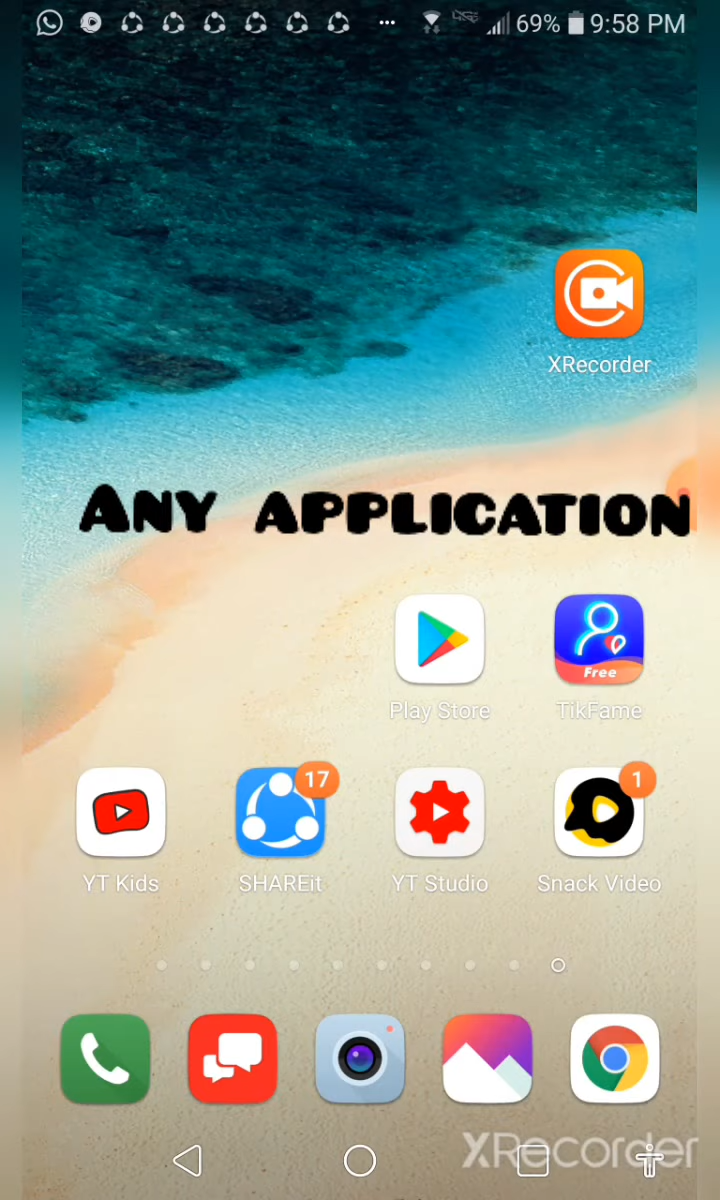 69% 9:58 PM
XRecorder
ANY APPLICATION
Free
Play Store TikFame
17 1
YT Kids SHAREit YT Studio Snack Video
XRecorder